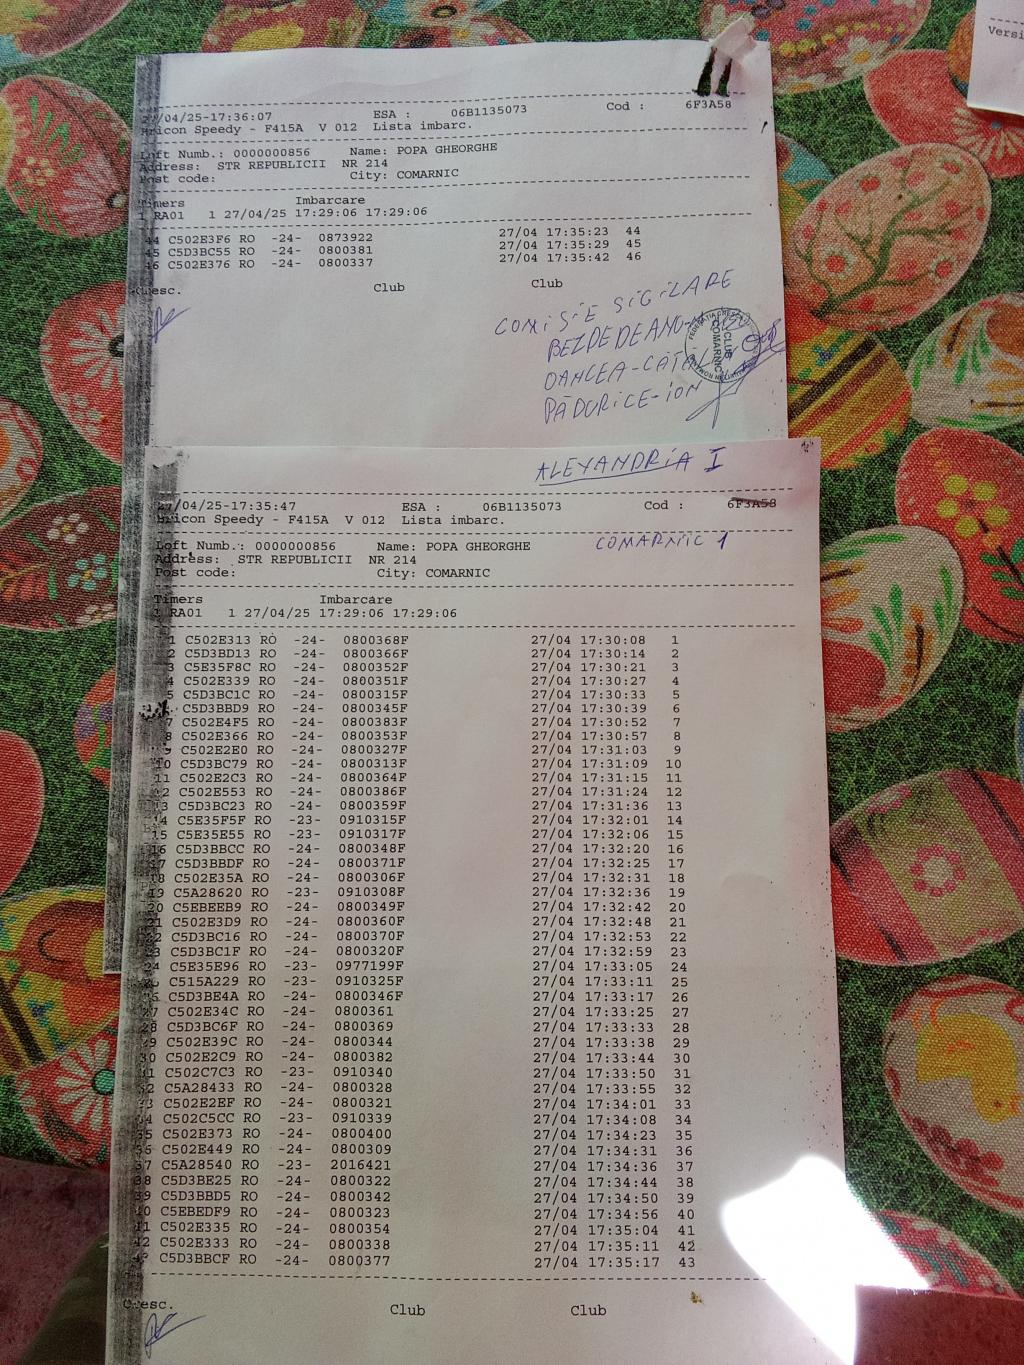 Versi
27/04/25-17:36:07 ESA : 06B1135073 Cod : 6F3A58
Bricon Speedy - F415A V 012 Lista imbarc.
Loft Numb.: 0000000856 Name: POPA GHEORGHE
Address: STR REPUBLICII NR 214
Post code: City: COMARNIC
Timers Imbarcare
1 RA01 1 27/04/25 17:29:06 17:29:06
44 C502E3F6 RO -24- 0873922 27/04 17:35:23 44
45 C5D3BC55 RO -24- 0800381 27/04 17:35:29 45
46 C502E376 RO -24- 0800337 27/04 17:35:42 46
Cresc. Club Club
COMISIE SIGILARE
BEZDEDEANU
OANCEA-CĂTĂLIN
PĂDURICE-ION
CLUB
COMARNIC
ALEXANDRIA I
27/04/25-17:35:47 ESA : 06B1135073 Cod : 6F3A58
Bricon Speedy - F415A V 012 Lista imbarc.
Loft Numb.: 0000000856 Name: POPA GHEORGHE COMARNIC 1
Address: STR REPUBLICII NR 214
Post code: City: COMARNIC
Timers Imbarcare
1 RA01 1 27/04/25 17:29:06 17:29:06
1 C502E313 RO -24- 0800368F 27/04 17:30:08 1
2 C5D3BD13 RO -24- 0800366F 27/04 17:30:14 2
3 C5E35F8C RO -24- 0800352F 27/04 17:30:21 3
4 C502E339 RO -24- 0800351F 27/04 17:30:27 4
5 C5D3BC1C RO -24- 0800315F 27/04 17:30:33 5
C5D3BBD9 RO -24- 0800345F 27/04 17:30:39 6
7 C502E4F5 RO -24- 0800383F 27/04 17:30:52 7
8 C502E366 RO -24- 0800353F 27/04 17:30:57 8
9 C502E2E0 RO -24- 0800327F 27/04 17:31:03 9
10 C5D3BC79 RO -24- 0800313F 27/04 17:31:09 10
11 C502E2C3 RO -24- 0800364F 27/04 17:31:15 11
12 C502E553 RO -24- 0800386F 27/04 17:31:24 12
13 C5D3BC23 RO -24- 0800359F 27/04 17:31:36 13
14 C5E35F5F RO -23- 0910315F 27/04 17:32:01 14
15 C5E35E55 RO -23- 0910317F 27/04 17:32:06 15
16 C5D3BBCC RO -24- 0800348F 27/04 17:32:20 16
17 C5D3BBDF RO -24- 0800371F 27/04 17:32:25 17
18 C502E35A RO -24- 0800306F 27/04 17:32:31 18
19 C5A28620 RO -23- 0910308F 27/04 17:32:36 19
20 C5EBEEB9 RO -24- 0800349F 27/04 17:32:42 20
21 C502E3D9 RO -24- 0800360F 27/04 17:32:48 21
22 C5D3BC16 RO -24- 0800370F 27/04 17:32:53 22
23 C5D3BC1F RO -24- 0800320F 27/04 17:32:59 23
24 C5E35E96 RO -23- 0977199F 27/04 17:33:05 24
25 C515A229 RO -23- 0910325F 27/04 17:33:11 25
26 C5D3BE4A RO -24- 0800346F 27/04 17:33:17 26
27 C502E34C RO -24- 0800361 27/04 17:33:25 27
28 C5D3BC6F RO -24- 0800369 27/04 17:33:33 28
29 C502E39C RO -24- 0800344 27/04 17:33:38 29
30 C502E2C9 RO -24- 0800382 27/04 17:33:44 30
31 C502C7C3 RO -23- 0910340 27/04 17:33:50 31
32 C5A28433 RO -24- 0800328 27/04 17:33:55 32
33 C502E2EF RO -24- 0800321 27/04 17:34:01 33
34 C502C5CC RO -23- 0910339 27/04 17:34:08 34
35 C502E373 RO -24- 0800400 27/04 17:34:23 35
36 C502E449 RO -24- 0800309 27/04 17:34:31 36
37 C5A28540 RO -23- 2016421 27/04 17:34:36 37
38 C5D3BE25 RO -24- 0800322 27/04 17:34:44 38
39 C5D3BBD5 RO -24- 0800342 27/04 17:34:50 39
40 C5EBEDF9 RO -24- 0800323 27/04 17:34:56 40
41 C502E335 RO -24- 0800354 27/04 17:35:04 41
42 C502E333 RO -24- 0800338 27/04 17:35:11 42
43 C5D3BBCF RO -24- 0800377 27/04 17:35:17 43
Cresc. Club Club